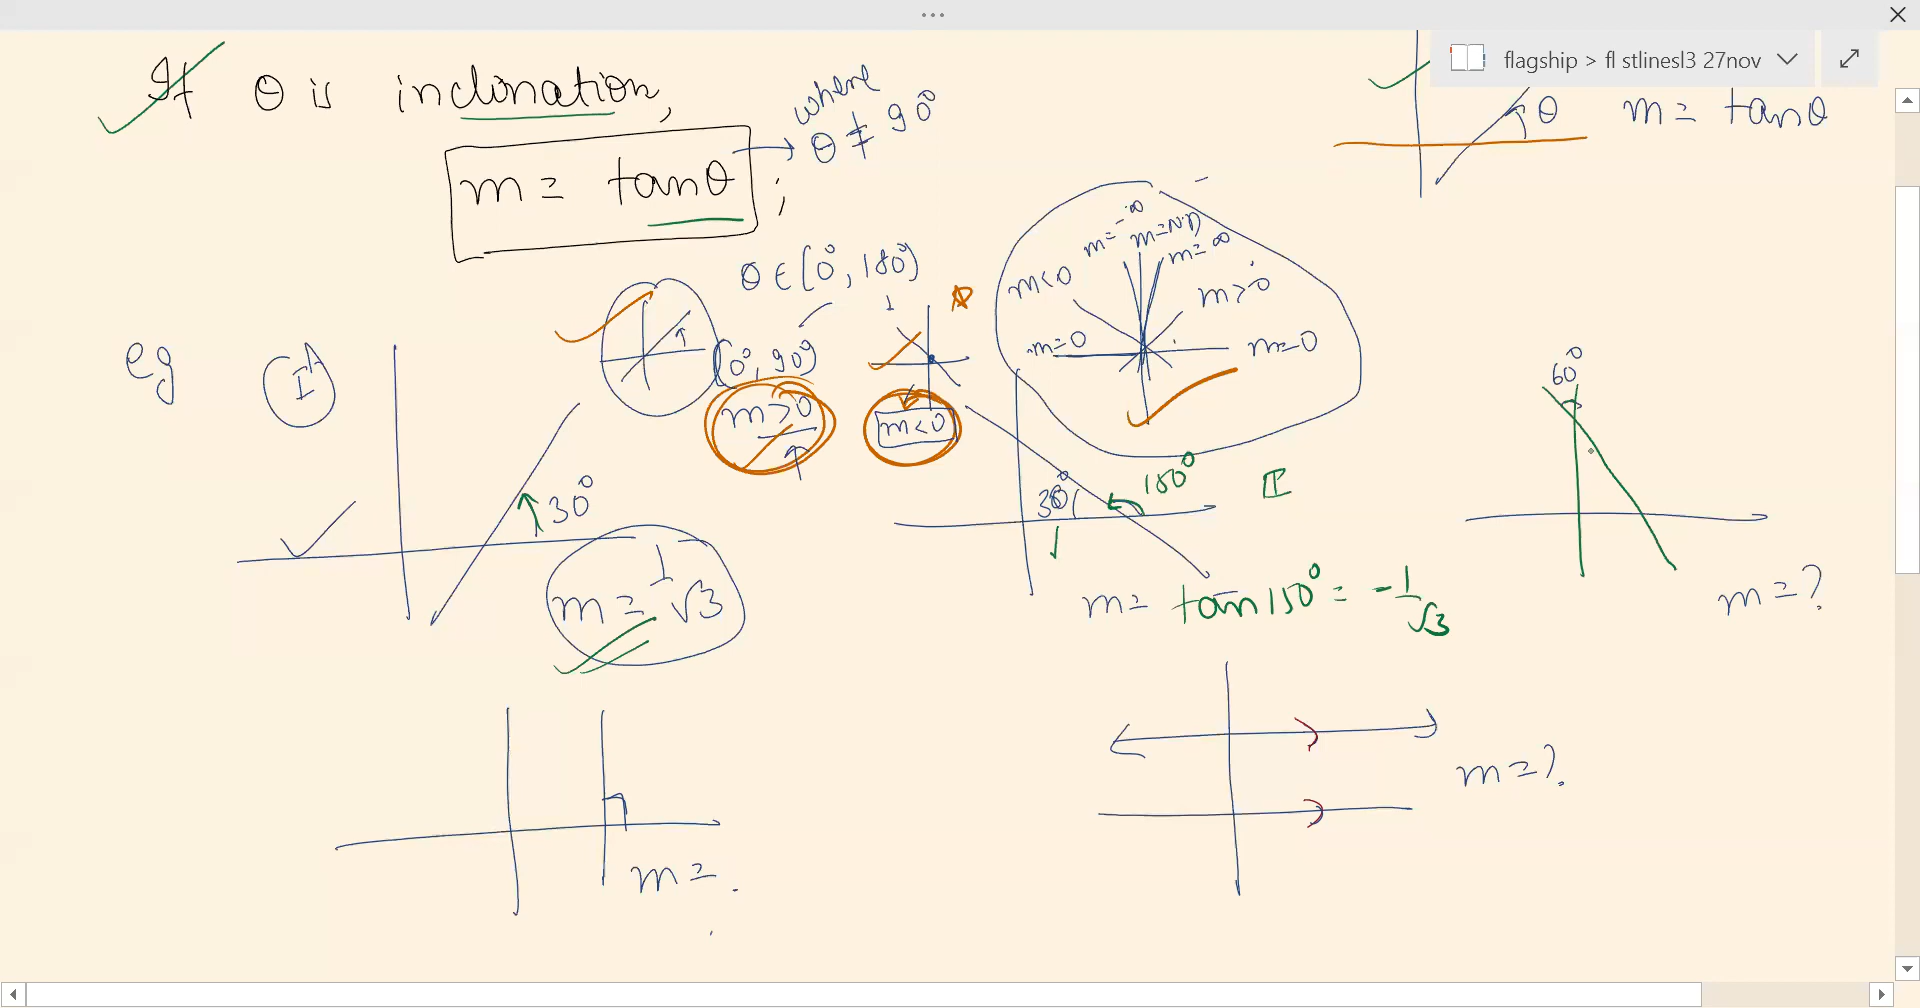 flagship > fl stlinesl3 27nov
If θ is inclination,
where
θ ≠ 90°
m = tanθ ;
θ
m = tanθ
θ ∈ [0°, 180°)
(0°, 90°)
m>0
m<0
m=-∞
m=N.D
m=∞
m<0
m>0
m=0
m=0
eg
I
30°
m = 1/√3
30°
150°
II
m = tan150° = -1/√3
60°
m = ?
m = .
m = ?.